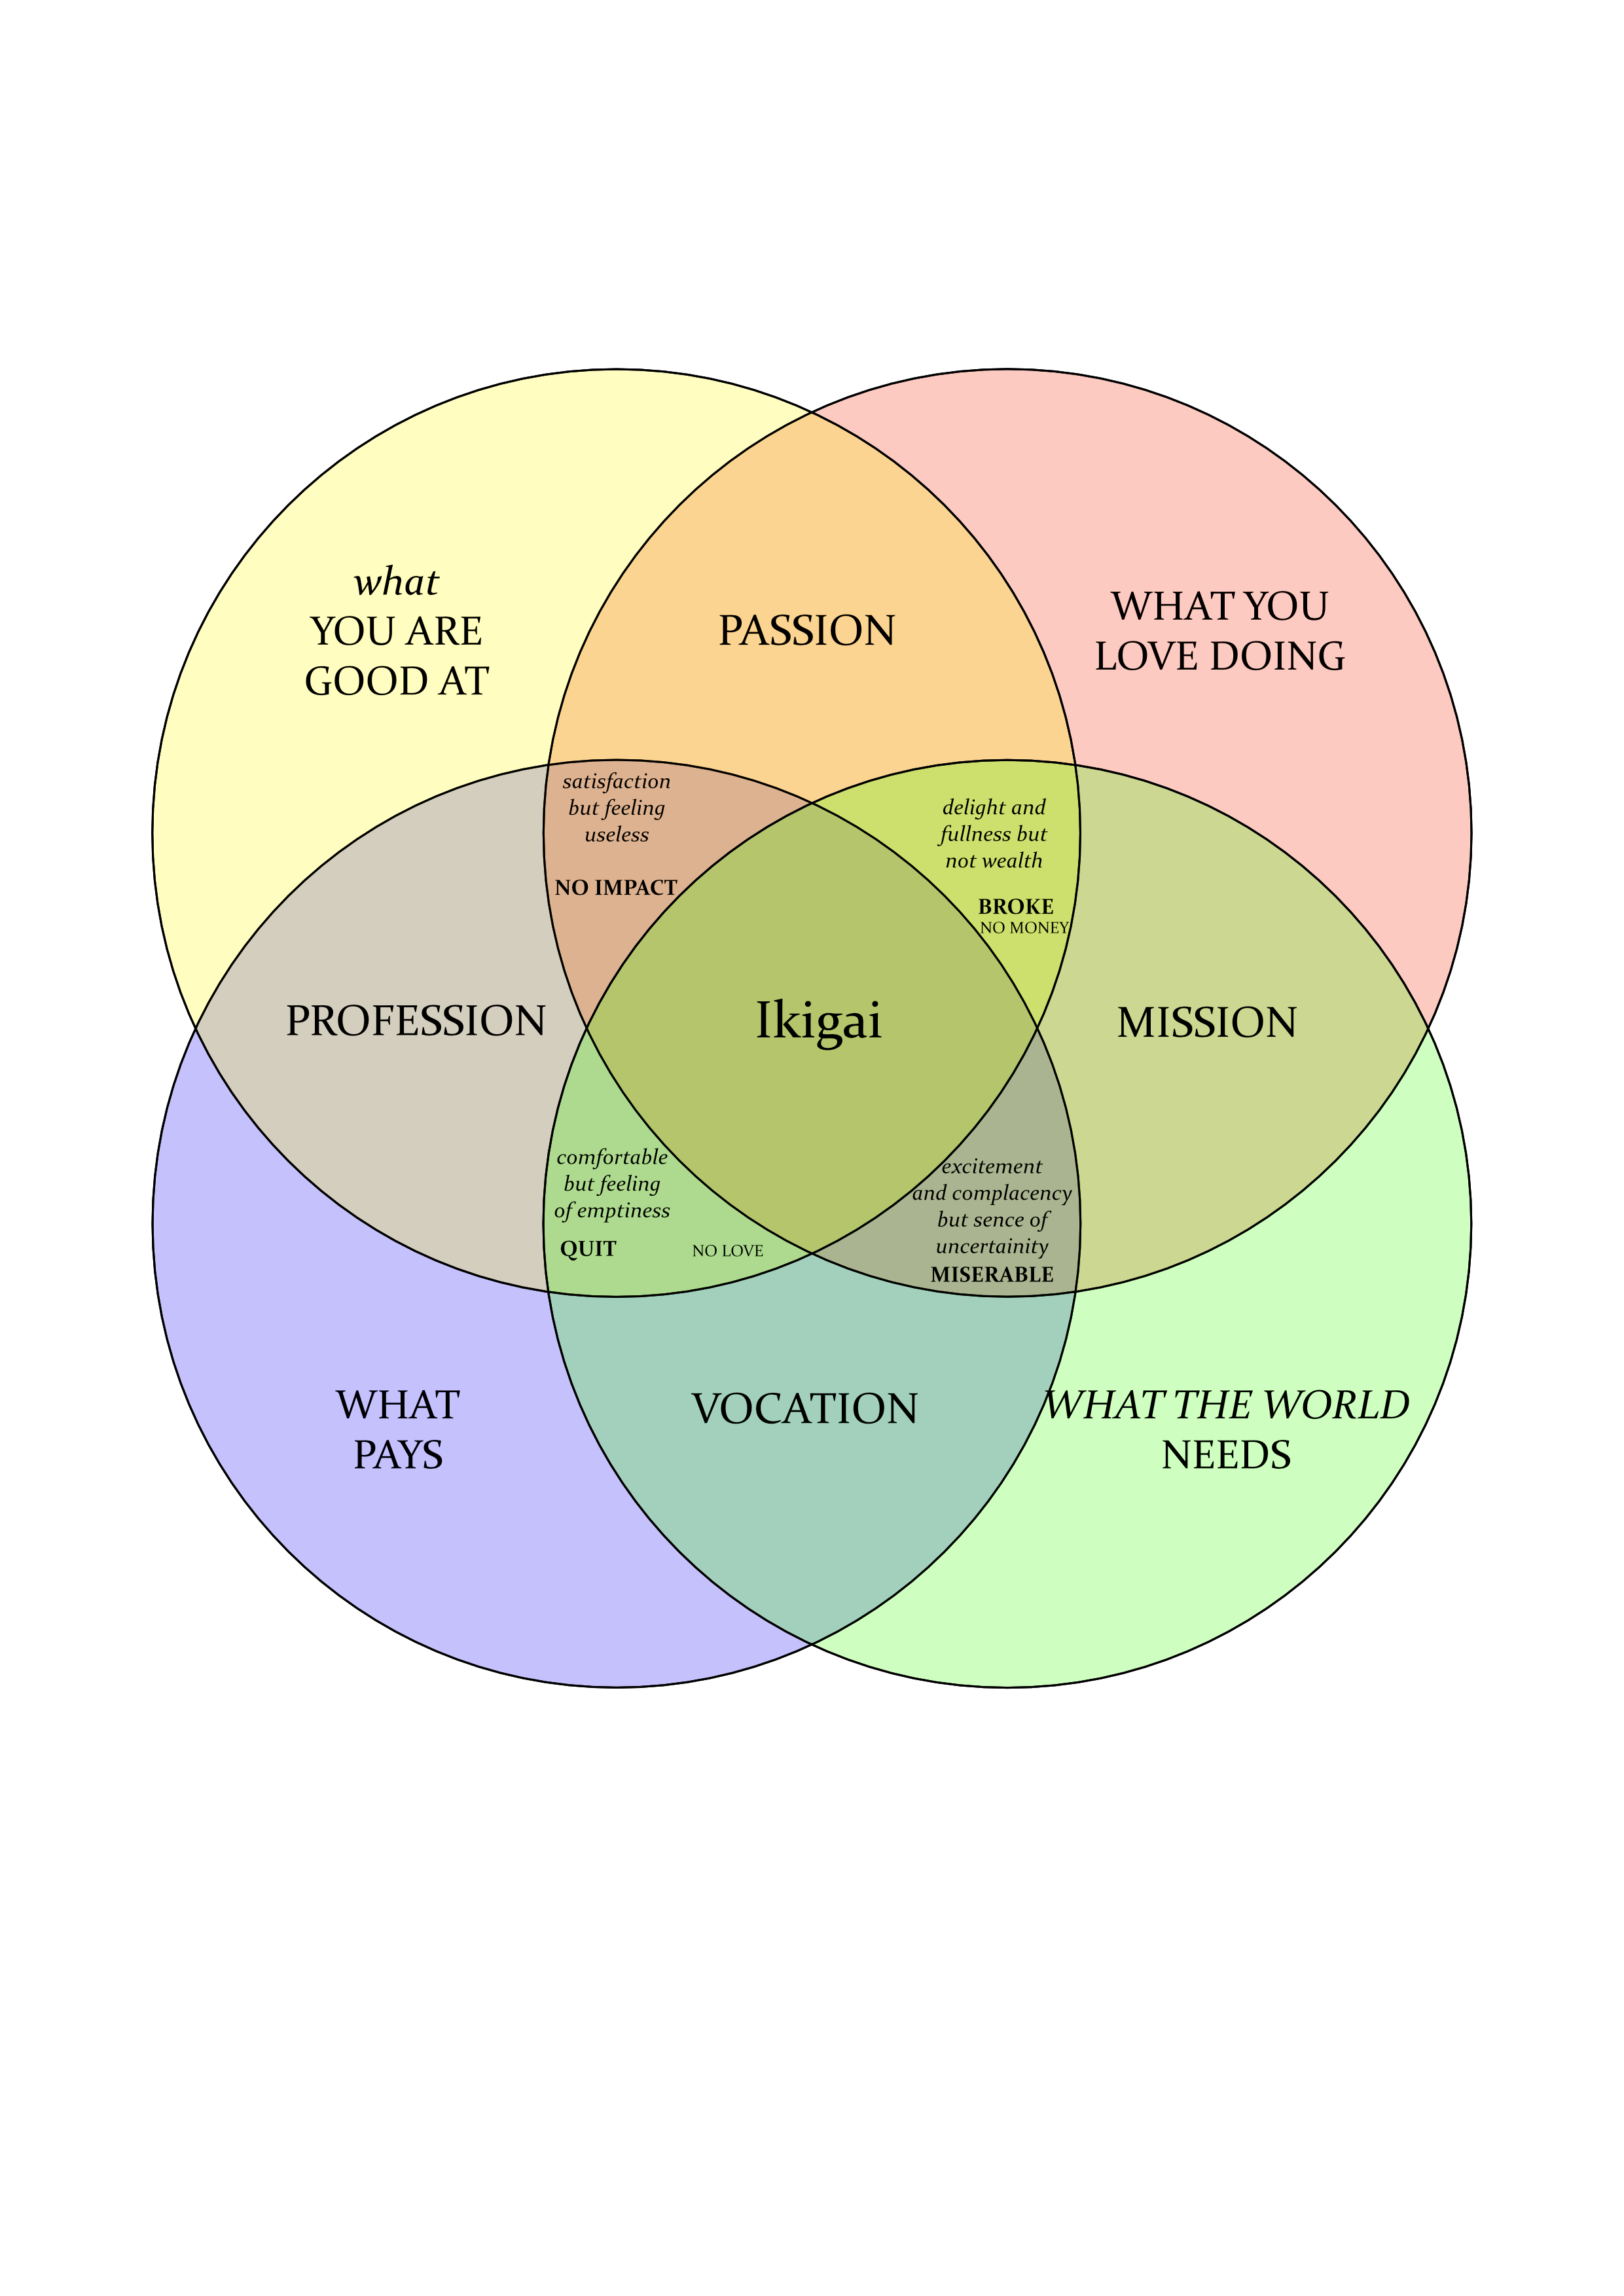 what
YOU ARE
GOOD AT
PASSION
WHAT YOU
LOVE DOING
satisfaction
but feeling
useless
NO IMPACT
delight and
fullness but
not wealth
BROKE
NO MONEY
PROFESSION
Ikigai
MISSION
comfortable
but feeling
of emptiness
QUIT
NO LOVE
excitement
and complacency
but sence of
uncertainity
MISERABLE
WHAT
PAYS
VOCATION
WHAT THE WORLD
NEEDS